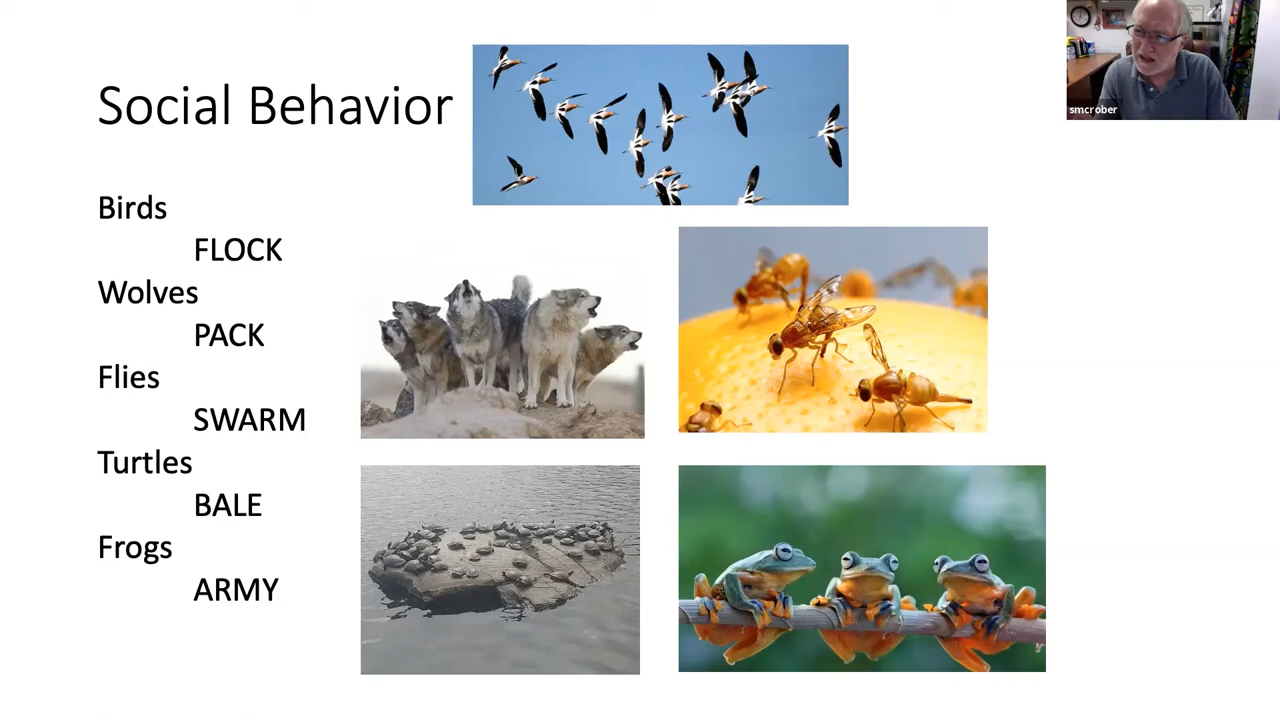 Social Behavior
Birds
FLOCK
Wolves
PACK
Flies
SWARM
Turtles
BALE
Frogs
ARMY
smcrober